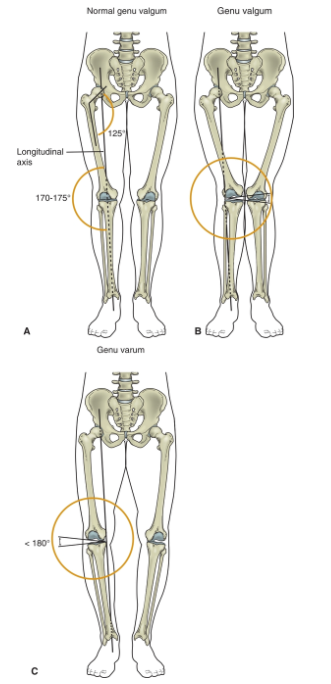 Normal genu valgum
Genu valgum
125°
Longitudinal
axis
170-175°
A
B
Genu varum
< 180°
C